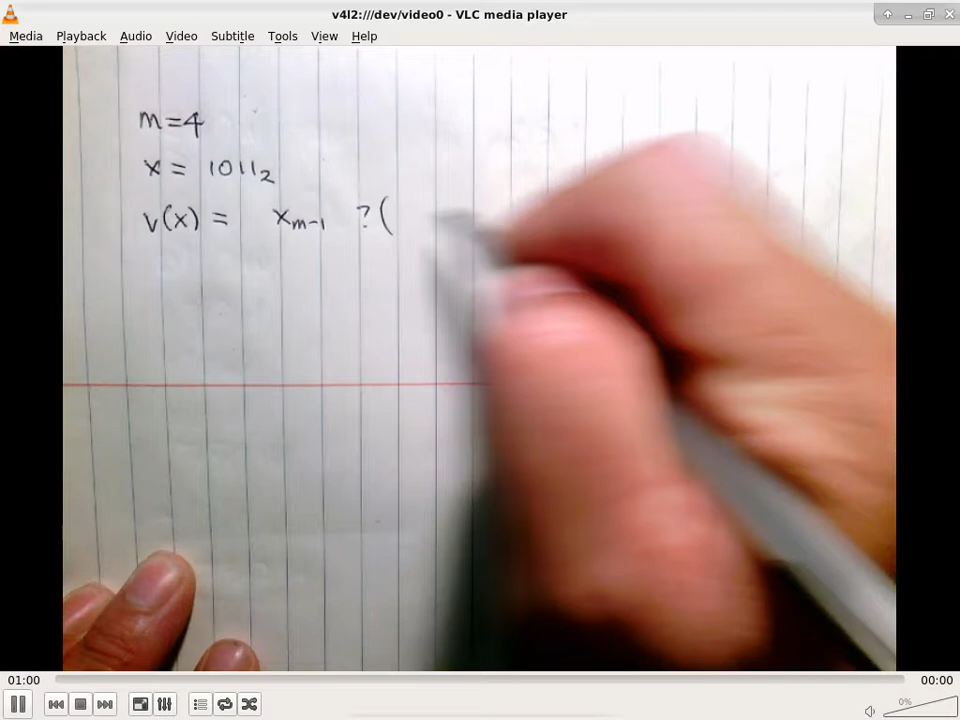 v4l2:///dev/video0 - VLC media player
Media Playback Audio Video Subtitle Tools View Help
m=4
x = 1011₂
v(x) = xₘ₋₁ ?(
01:00 00:00
0%